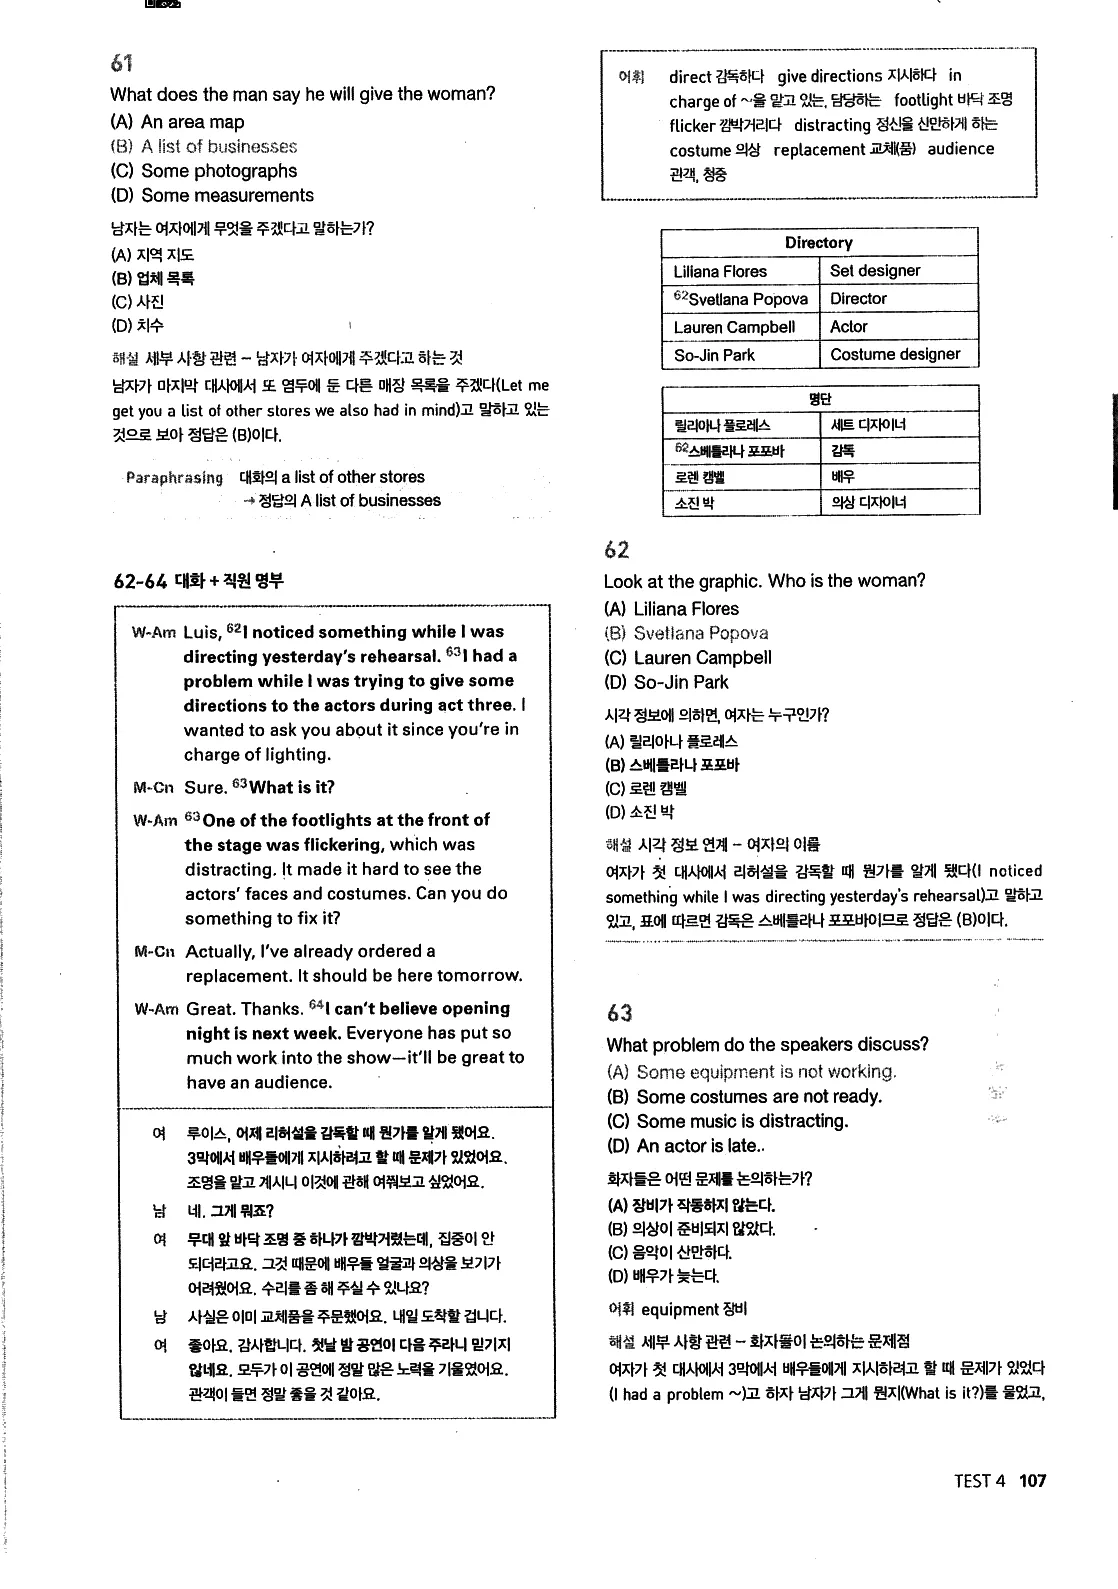 61
What does the man say he will give the woman?
(A) An area map
(B) A list of businesses
(C) Some photographs
(D) Some measurements
남자는 여자에게 무엇을 주겠다고 말하는가?
(A) 지역 지도
(B) 업체 목록
(C) 사진
(D) 치수
해설 세부 사항 관련 – 남자가 여자에게 주겠다고 하는 것
남자가 마지막 대사에서 또 염두에 둔 다른 매장 목록을 주겠다(Let me
get you a list of other stores we also had in mind)고 말하고 있는
것으로 보아 정답은 (B)이다.
Paraphrasing 대화의 a list of other stores
→ 정답의 A list of businesses
62-64 대화 + 직원 명부
W-Am Luis, 62I noticed something while I was
directing yesterday's rehearsal. 63I had a
problem while I was trying to give some
directions to the actors during act three. I
wanted to ask you about it since you're in
charge of lighting.
M-Cn Sure. 63What is it?
W-Am 63One of the footlights at the front of
the stage was flickering, which was
distracting. It made it hard to see the
actors' faces and costumes. Can you do
something to fix it?
M-Cn Actually, I've already ordered a
replacement. It should be here tomorrow.
W-Am Great. Thanks. 64I can't believe opening
night is next week. Everyone has put so
much work into the show—it'll be great to
have an audience.
여 루이스, 어제 리허설을 감독할 때 뭔가를 알게 됐어요.
3막에서 배우들에게 지시하려고 할 때 문제가 있었어요.
조명을 맡고 계시니 이것에 관해 여쭤보고 싶었어요.
남 네. 그게 뭐죠?
여 무대 앞 바닥 조명 중 하나가 깜박거렸는데, 집중이 안
되더라고요. 그것 때문에 배우들 얼굴과 의상을 보기가
어려웠어요. 수리를 좀 해 주실 수 있나요?
남 사실은 이미 교체품을 주문했어요. 내일 도착할 겁니다.
여 좋아요. 감사합니다. 첫날 밤 공연이 다음 주라니 믿기지
않네요. 모두가 이 공연에 정말 많은 노력을 기울였어요.
관객이 들면 정말 좋을 것 같아요.
어휘 direct 감독하다 give directions 지시하다 in
charge of ~을 맡고 있는, 담당하는 footlight 바닥 조명
flicker 깜박거리다 distracting 정신을 산만하게 하는
costume 의상 replacement 교체(품) audience
관객, 청중
Directory
Liliana Flores Set designer
62Svetlana Popova Director
Lauren Campbell Actor
So-Jin Park Costume designer
명단
릴리아나 플로레스 세트 디자이너
62스베틀라나 포포바 감독
로렌 캠벨 배우
소진 박 의상 디자이너
62
Look at the graphic. Who is the woman?
(A) Liliana Flores
(B) Svetlana Popova
(C) Lauren Campbell
(D) So-Jin Park
시각 정보에 의하면, 여자는 누구인가?
(A) 릴리아나 플로레스
(B) 스베틀라나 포포바
(C) 로렌 캠벨
(D) 소진 박
해설 시각 정보 연계 – 여자의 이름
여자가 첫 대사에서 리허설을 감독할 때 뭔가를 알게 됐다(I noticed
something while I was directing yesterday's rehearsal)고 말하고
있고, 표에 따르면 감독은 스베틀라나 포포바이므로 정답은 (B)이다.
63
What problem do the speakers discuss?
(A) Some equipment is not working.
(B) Some costumes are not ready.
(C) Some music is distracting.
(D) An actor is late..
화자들은 어떤 문제를 논의하는가?
(A) 장비가 작동하지 않는다.
(B) 의상이 준비되지 않았다.
(C) 음악이 산만하다.
(D) 배우가 늦는다.
어휘 equipment 장비
해설 세부 사항 관련 – 화자들이 논의하는 문제점
여자가 첫 대사에서 3막에서 배우들에게 지시하려고 할 때 문제가 있었다
(I had a problem ~)고 하자 남자가 그게 뭔지(What is it?)를 물었고,
TEST 4 107